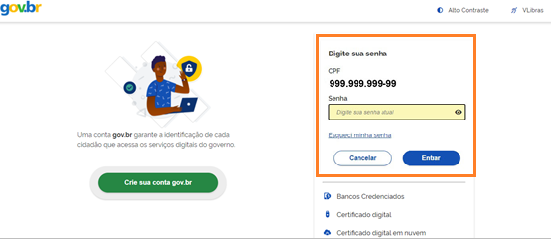 gov.br
Alto Contraste
VLibras
Digite sua senha
CPF
999.999.999-99
Senha
Digite sua senha atual
Esqueci minha senha
Cancelar
Entrar
Uma conta gov.br garante a identificação de cada
cidadão que acessa os serviços digitais do governo.
Crie sua conta gov.br
Bancos Credenciados
Certificado digital
Certificado digital em nuvem